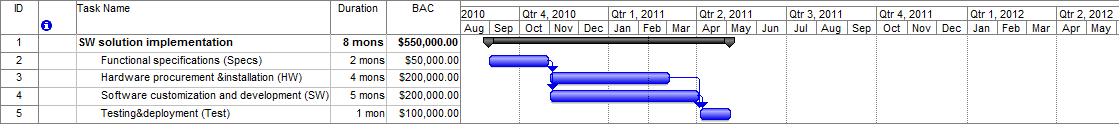 ID Task Name Duration BAC 2010 Qtr 4, 2010 Qtr 1, 2011 Qtr 2, 2011 Qtr 3, 2011 Qtr 4, 2011 Qtr 1, 2012 Qtr 2, 2012
Aug Sep Oct Nov Dec Jan Feb Mar Apr May Jun Jul Aug Sep Oct Nov Dec Jan Feb Mar Apr May
1 SW solution implementation 8 mons $550,000.00
2 Functional specifications (Specs) 2 mons $50,000.00
3 Hardware procurement &installation (HW) 4 mons $200,000.00
4 Software customization and development (SW) 5 mons $200,000.00
5 Testing&deployment (Test) 1 mon $100,000.00